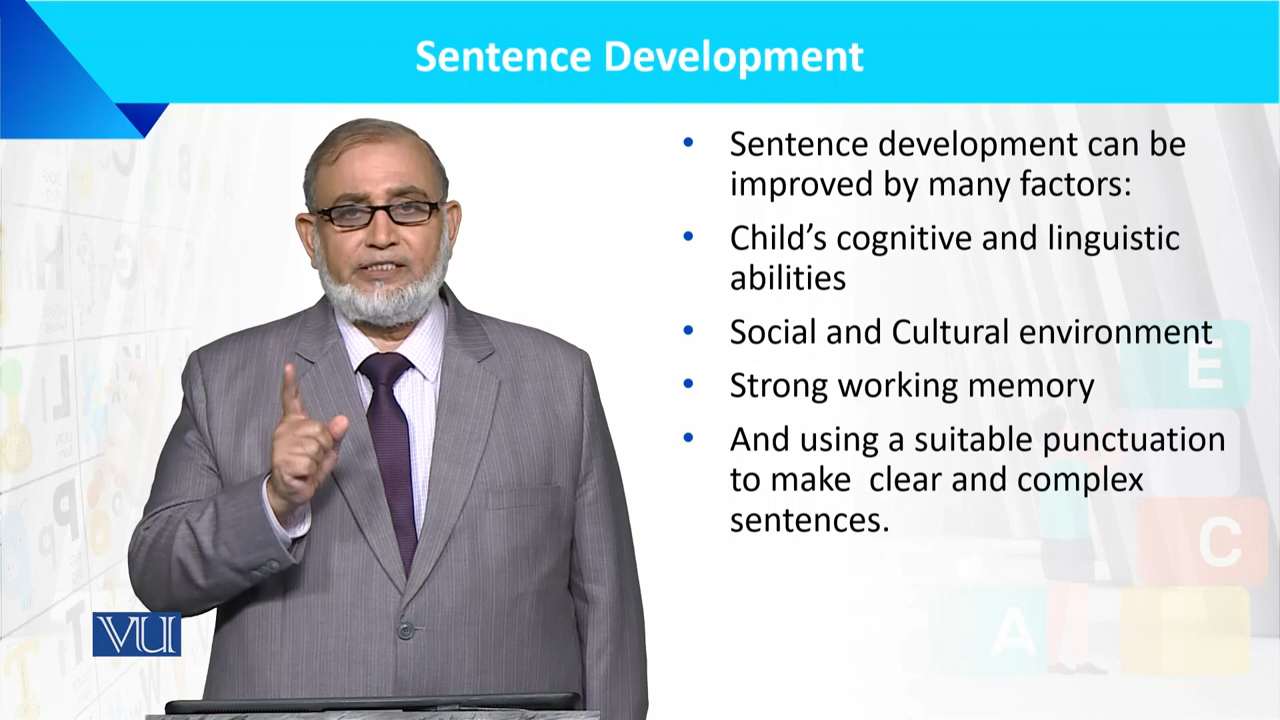 Sentence Development
• Sentence development can be
improved by many factors:
• Child’s cognitive and linguistic
abilities
• Social and Cultural environment
• Strong working memory
• And using a suitable punctuation
to make  clear and complex
sentences.
VU
E
C
A